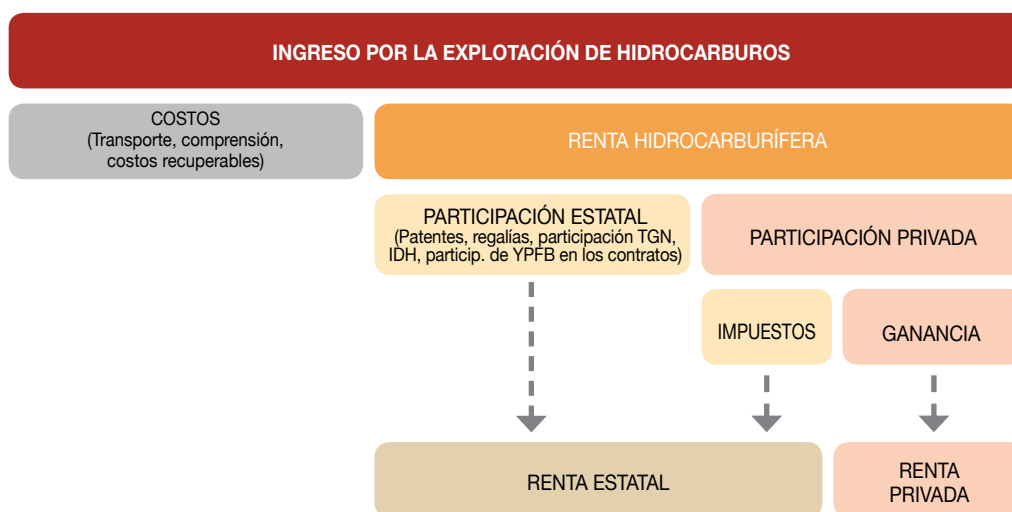 INGRESO POR LA EXPLOTACIÓN DE HIDROCARBUROS
COSTOS
(Transporte, comprensión,
costos recuperables)
RENTA HIDROCARBURÍFERA
PARTICIPACIÓN ESTATAL
(Patentes, regalías, participación TGN,
IDH, particip. de YPFB en los contratos)
PARTICIPACIÓN PRIVADA
IMPUESTOS
GANANCIA
RENTA ESTATAL
RENTA
PRIVADA